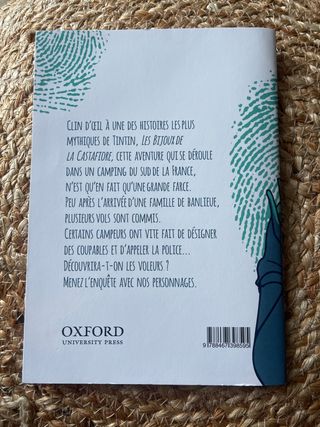 Clin d'œil à une des histoires les plus
mythiques de Tintin, Les Bijoux de
la Castafiore, cette aventure qui se déroule
dans un camping du sud de la France,
n'est qu'en fait qu'une grande farce.
Peu après l'arrivée d'une famille de banlieue,
plusieurs vols sont commis.
Certains campeurs ont vite fait de désigner
des coupables et d'appeler la police...
Découvrira-t-on les voleurs ?
Menez l'enquête avec nos personnages.
OXFORD
UNIVERSITY PRESS
9 788467 398595